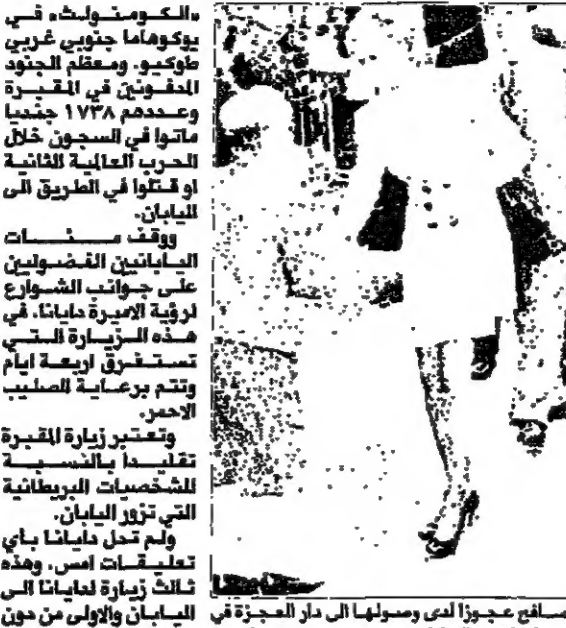 «الكومنولث» في
يوكوهاما جنوبي غربي
طوكيو. ومعظم الجنود
المدفونين في المقبرة
وعددهم ١٧٣٨ جنديا
ماتوا في السجون خلال
الحرب العالمية الثانية
او قتلوا في الطريق الى
اليابان.
ووقف مئات
اليابانيين الفضوليين
على جوانب الشوارع
لرؤية الاميرة دايانا، في
هذه الزيارة التي
تستغرق اربعة ايام
وتتم برعاية الصليب
الاحمر.
وتعتبر زيارة المقبرة
تقليدا بالنسبة
للشخصيات البريطانية
التي تزور اليابان.
ولم تدل دايانا بأي
تعليقات امس. وهذه
ثالث زيارة لدايانا الى
اليابان والاولى من دون
صافح عجوزا لدى وصولها الى دار العجزة في